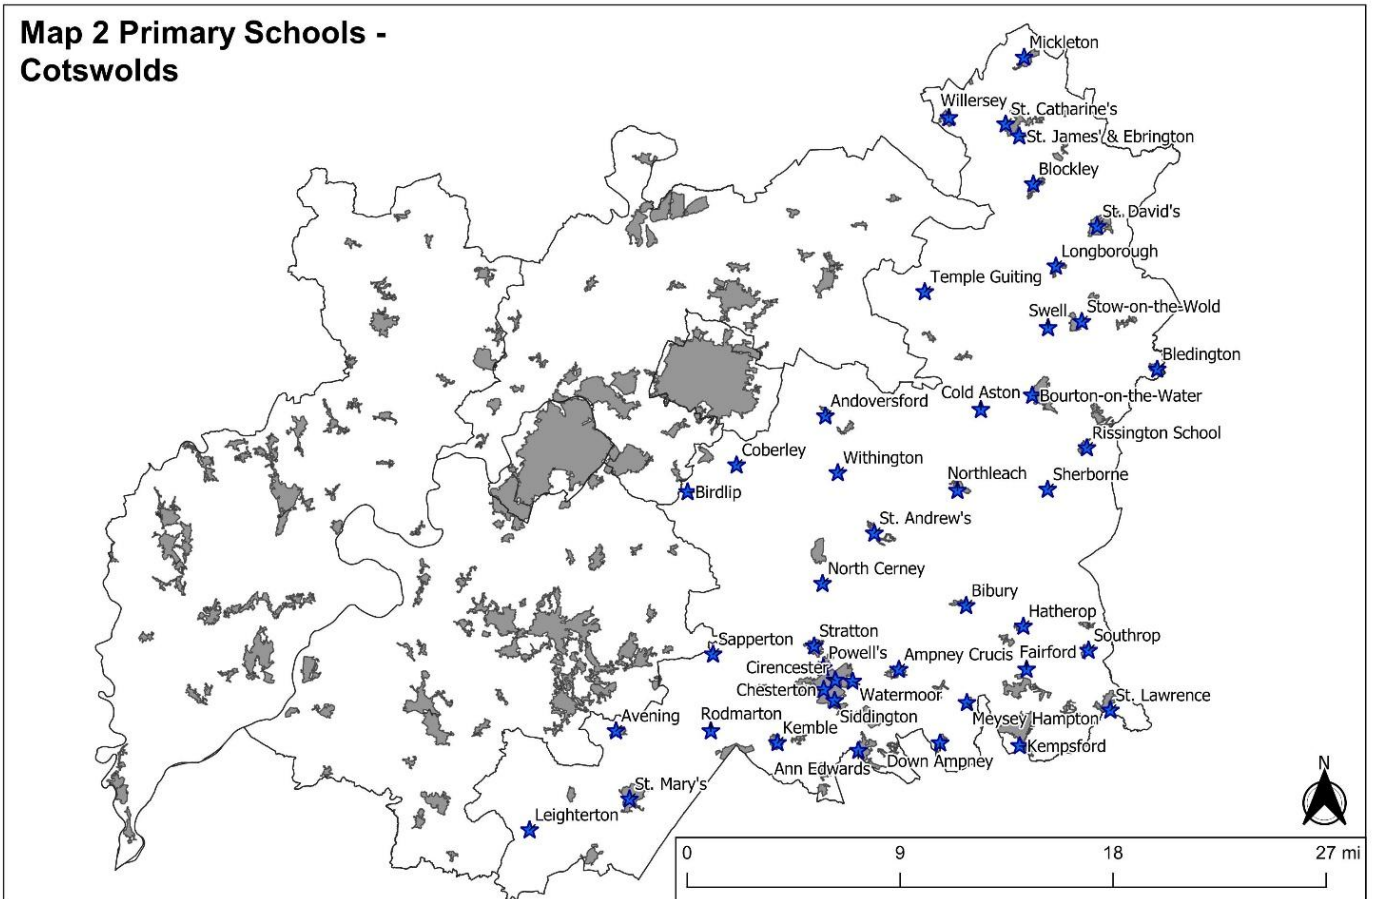 Map 2 Primary Schools -
Cotswolds
Mickleton
Willersey
St. Catharine's
St. James' & Ebrington
Blockley
St. David's
Longborough
Temple Guiting
Swell
Stow-on-the-Wold
Bledington
Cold Aston
Bourton-on-the-Water
Andoversford
Rissington School
Coberley
Withington
Northleach
Sherborne
Birdlip
St. Andrew's
North Cerney
Bibury
Hatherop
Stratton
Southrop
Sapperton
Powell's
Cirencester
Ampney Crucis
Fairford
Chesterton
Watermoor
St. Lawrence
Avening
Rodmarton
Siddington
Meysey Hampton
Kemble
Kempsford
Ann Edwards
Down Ampney
St. Mary's
Leighterton
N
0 9 18 27 mi